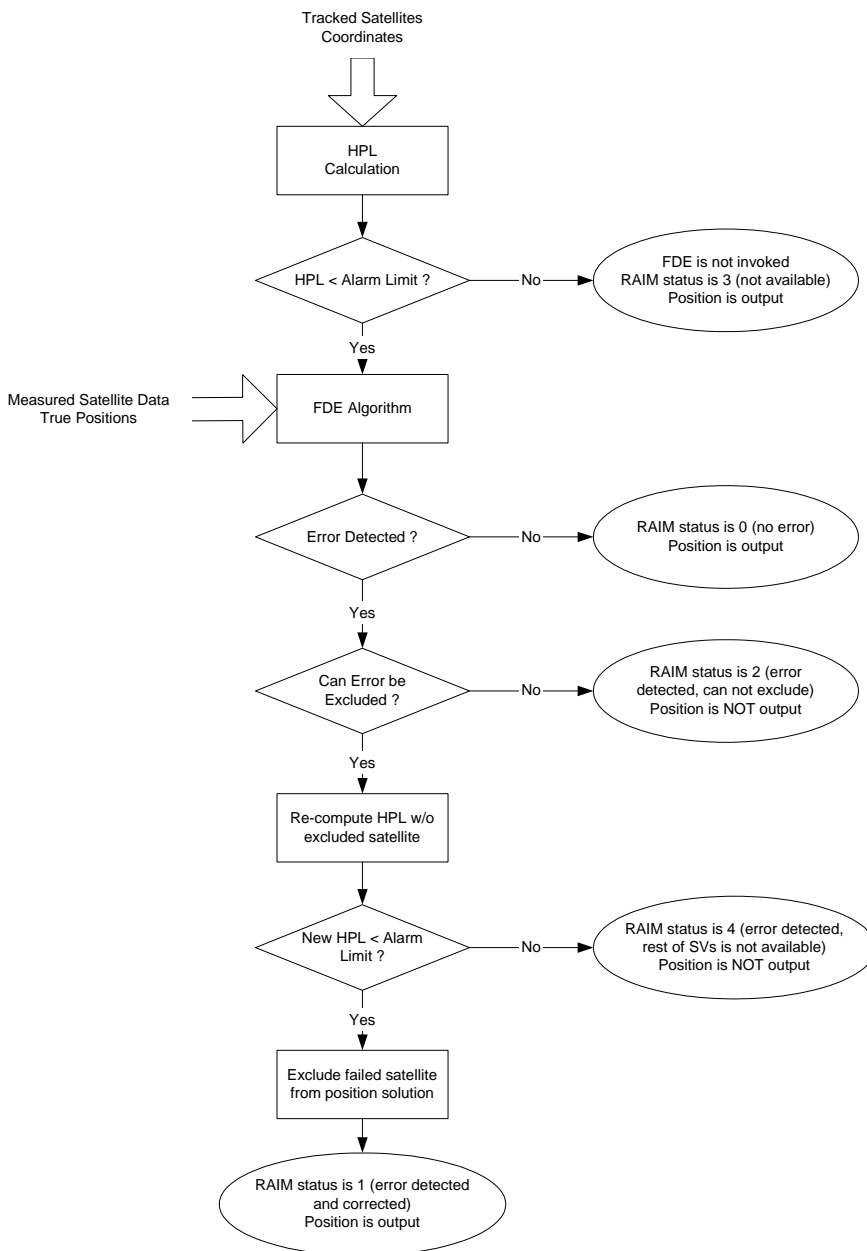 Tracked Satellites
Coordinates
HPL
Calculation
HPL < Alarm Limit ?
No
FDE is not invoked
RAIM status is 3 (not available)
Position is output
Yes
Measured Satellite Data
True Positions
FDE Algorithm
Error Detected ?
No
RAIM status is 0 (no error)
Position is output
Yes
Can Error be
Excluded ?
No
RAIM status is 2 (error
detected, can not exclude)
Position is NOT output
Yes
Re-compute HPL w/o
excluded satellite
New HPL < Alarm
Limit ?
No
RAIM status is 4 (error detected,
rest of SVs is not available)
Position is NOT output
Yes
Exclude failed satellite
from position solution
RAIM status is 1 (error detected
and corrected)
Position is output